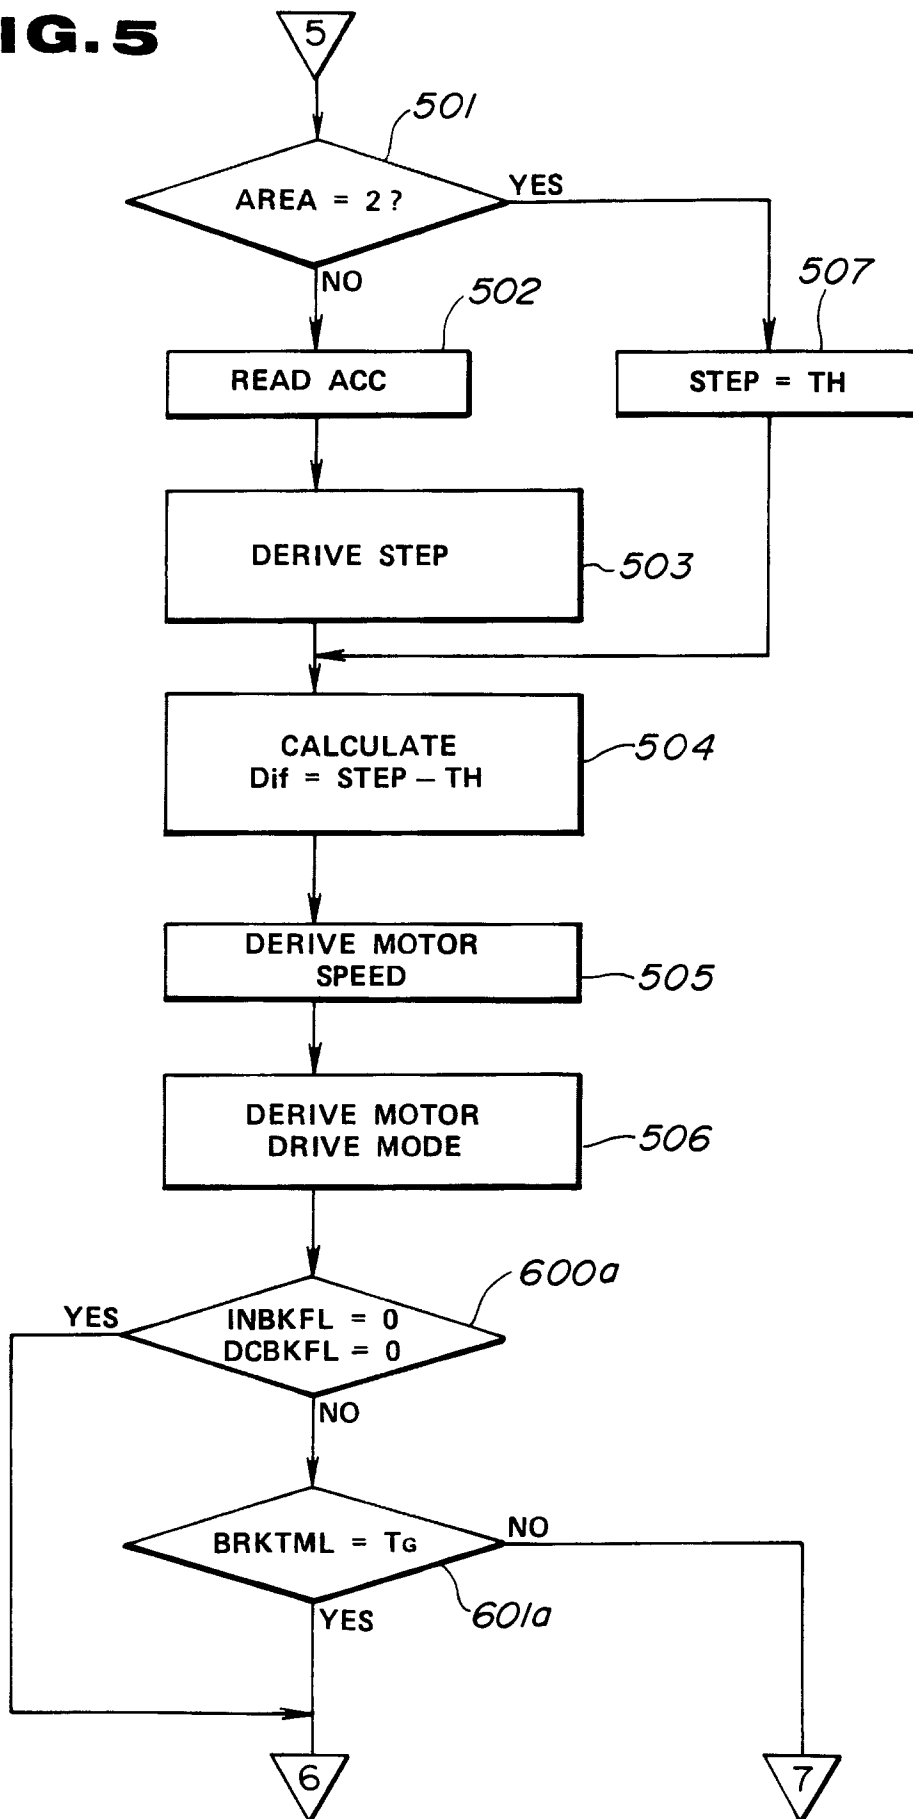 IG. 5
5
501
AREA = 2?
YES
NO
502
507
READ ACC
STEP = TH
DERIVE STEP
503
CALCULATE
Dif = STEP – TH
504
DERIVE MOTOR
SPEED
505
DERIVE MOTOR
DRIVE MODE
506
600a
YES
INBKFL = 0
DCBKFL = 0
NO
BRKTML = TG
NO
601a
YES
6
7